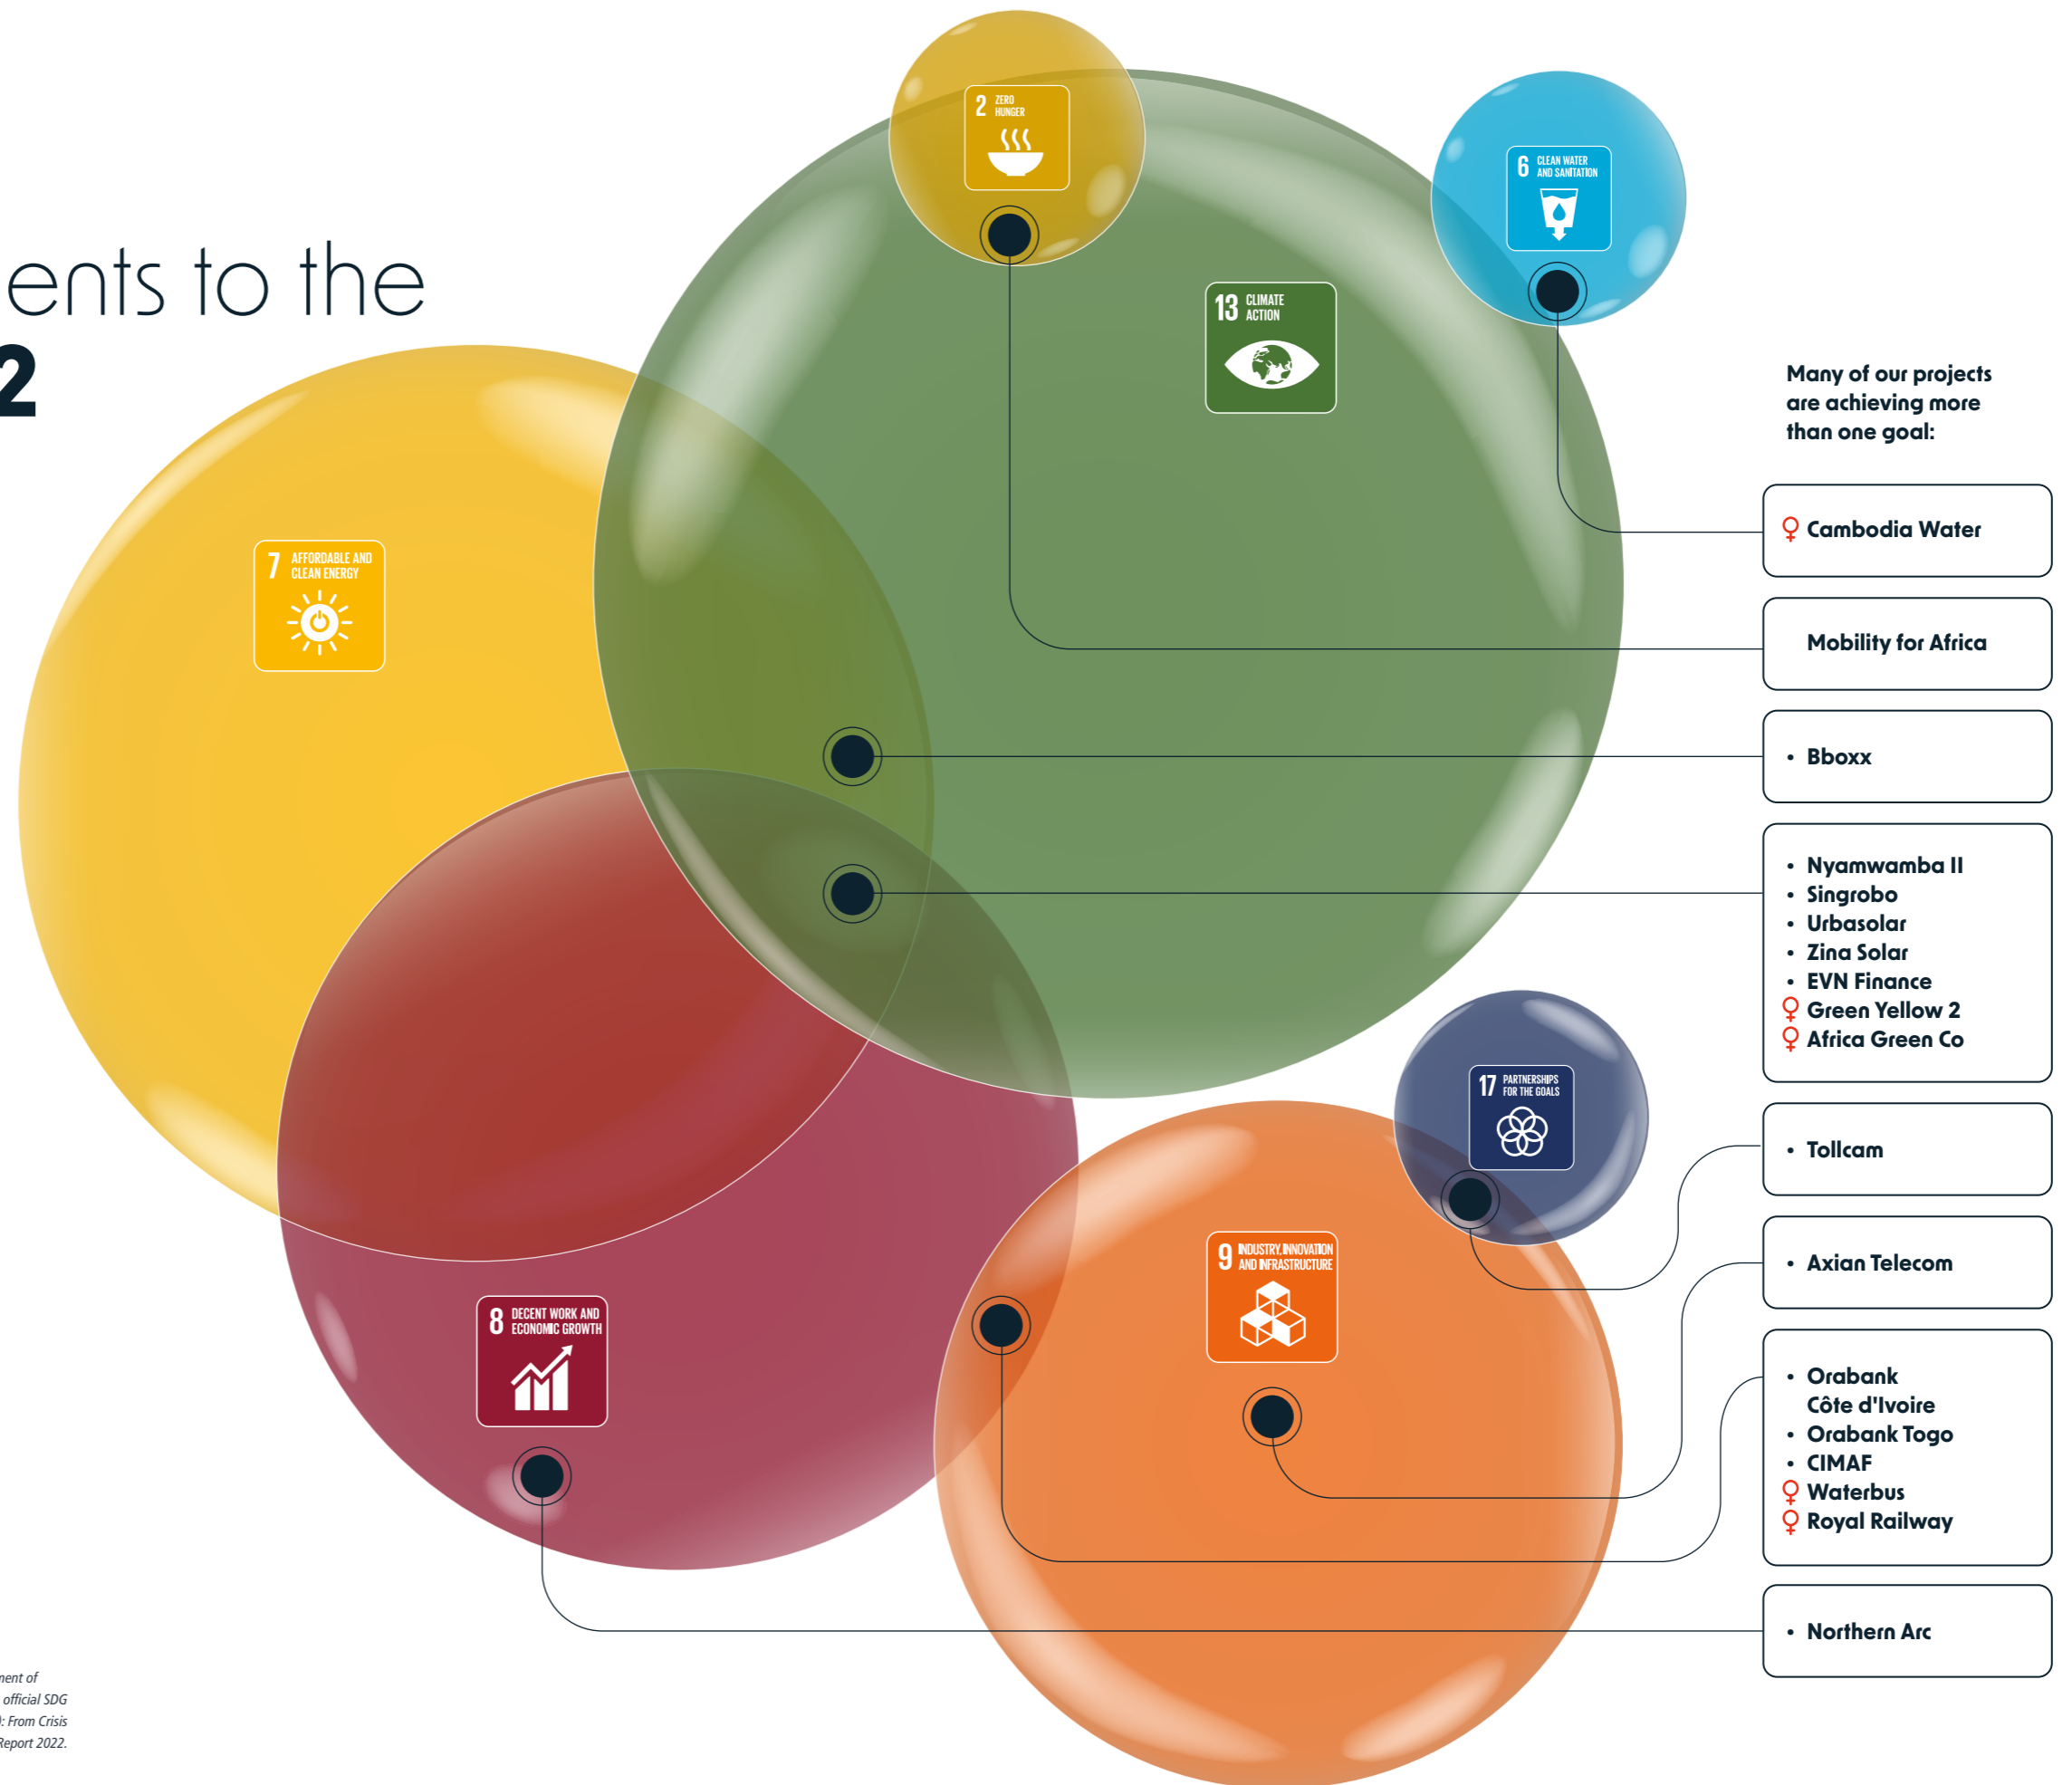 ents to the
2
2 ZERO
HUNGER
6 CLEAN WATER
AND SANITATION
13 CLIMATE
ACTION
7 AFFORDABLE AND
CLEAN ENERGY
8 DECENT WORK AND
ECONOMIC GROWTH
9 INDUSTRY, INNOVATION
AND INFRASTRUCTURE
17 PARTNERSHIPS
FOR THE GOALS
Many of our projects
are achieving more
than one goal:
♀ Cambodia Water
Mobility for Africa
• Bboxx
• Nyamwamba II
• Singrobo
• Urbasolar
• Zina Solar
• EVN Finance
♀ Green Yellow 2
♀ Africa Green Co
• Tollcam
• Axian Telecom
• Orabank
Côte d'Ivoire
• Orabank Togo
• CIMAF
♀ Waterbus
♀ Royal Railway
• Northern Arc
ment of
official SDG
): From Crisis
Report 2022.